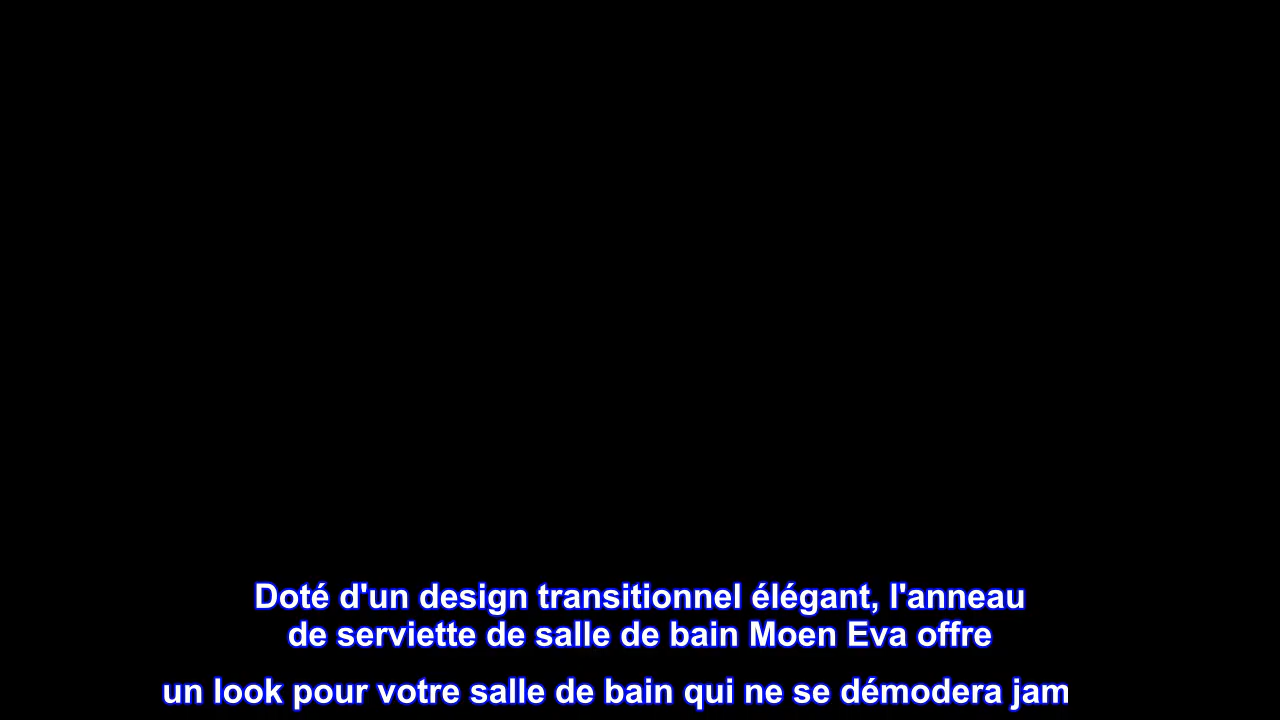 Doté d'un design transitionnel élégant, l'anneau
de serviette de salle de bain Moen Eva offre
un look pour votre salle de bain qui ne se démodera jam